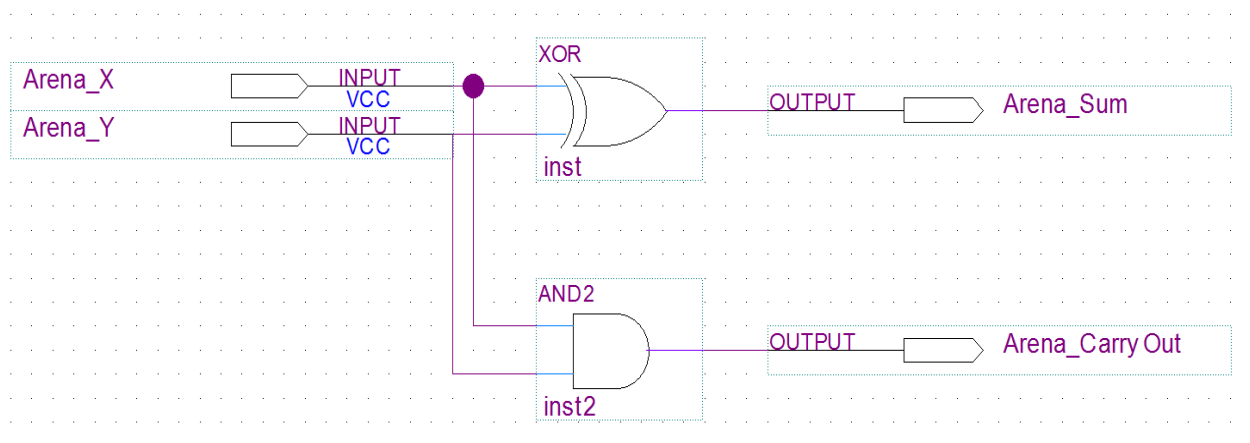 XOR
Arena_X INPUT
VCC
OUTPUT Arena_Sum
Arena_Y INPUT
VCC
inst
AND2
OUTPUT Arena_Carry Out
inst2